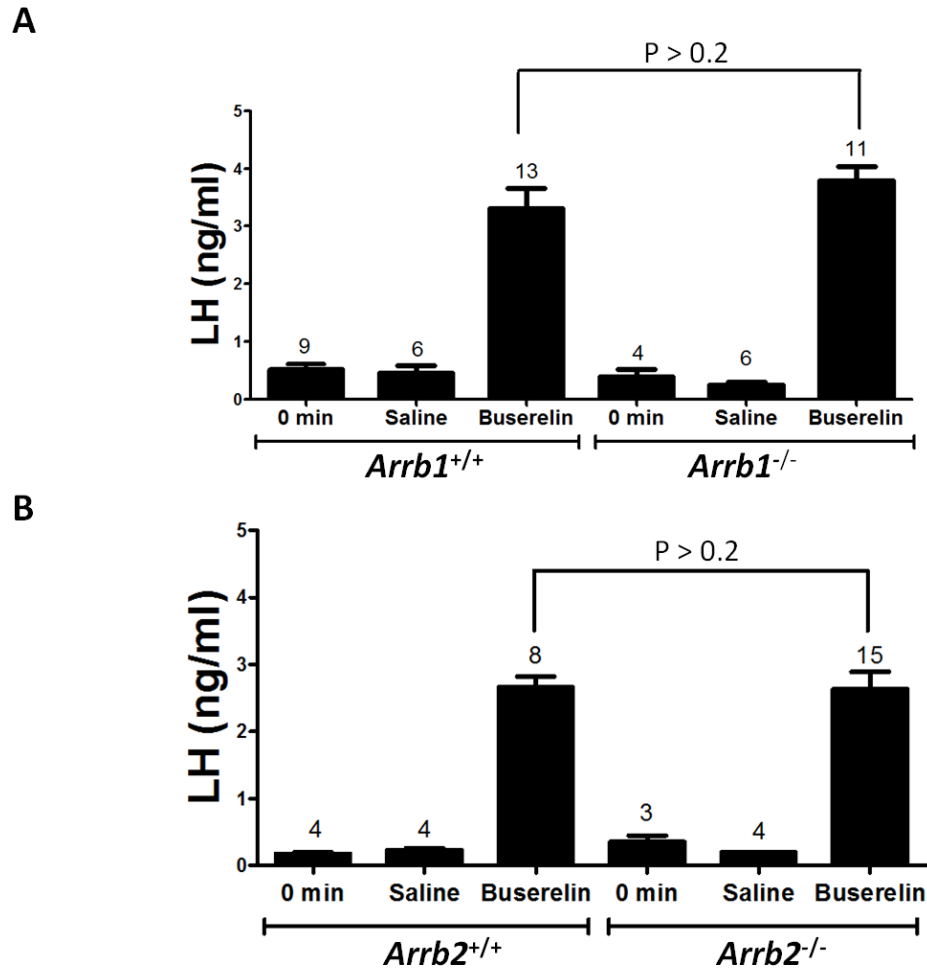 A
P > 0.2
LH (ng/ml)
5
4
3
2
1
0
9
6
13
4
6
11
0 min Saline Buserelin 0 min Saline Buserelin
Arrb1+/+ Arrb1-/-
B
P > 0.2
LH (ng/ml)
5
4
3
2
1
0
4
4
8
3
4
15
0 min Saline Buserelin 0 min Saline Buserelin
Arrb2+/+ Arrb2-/-